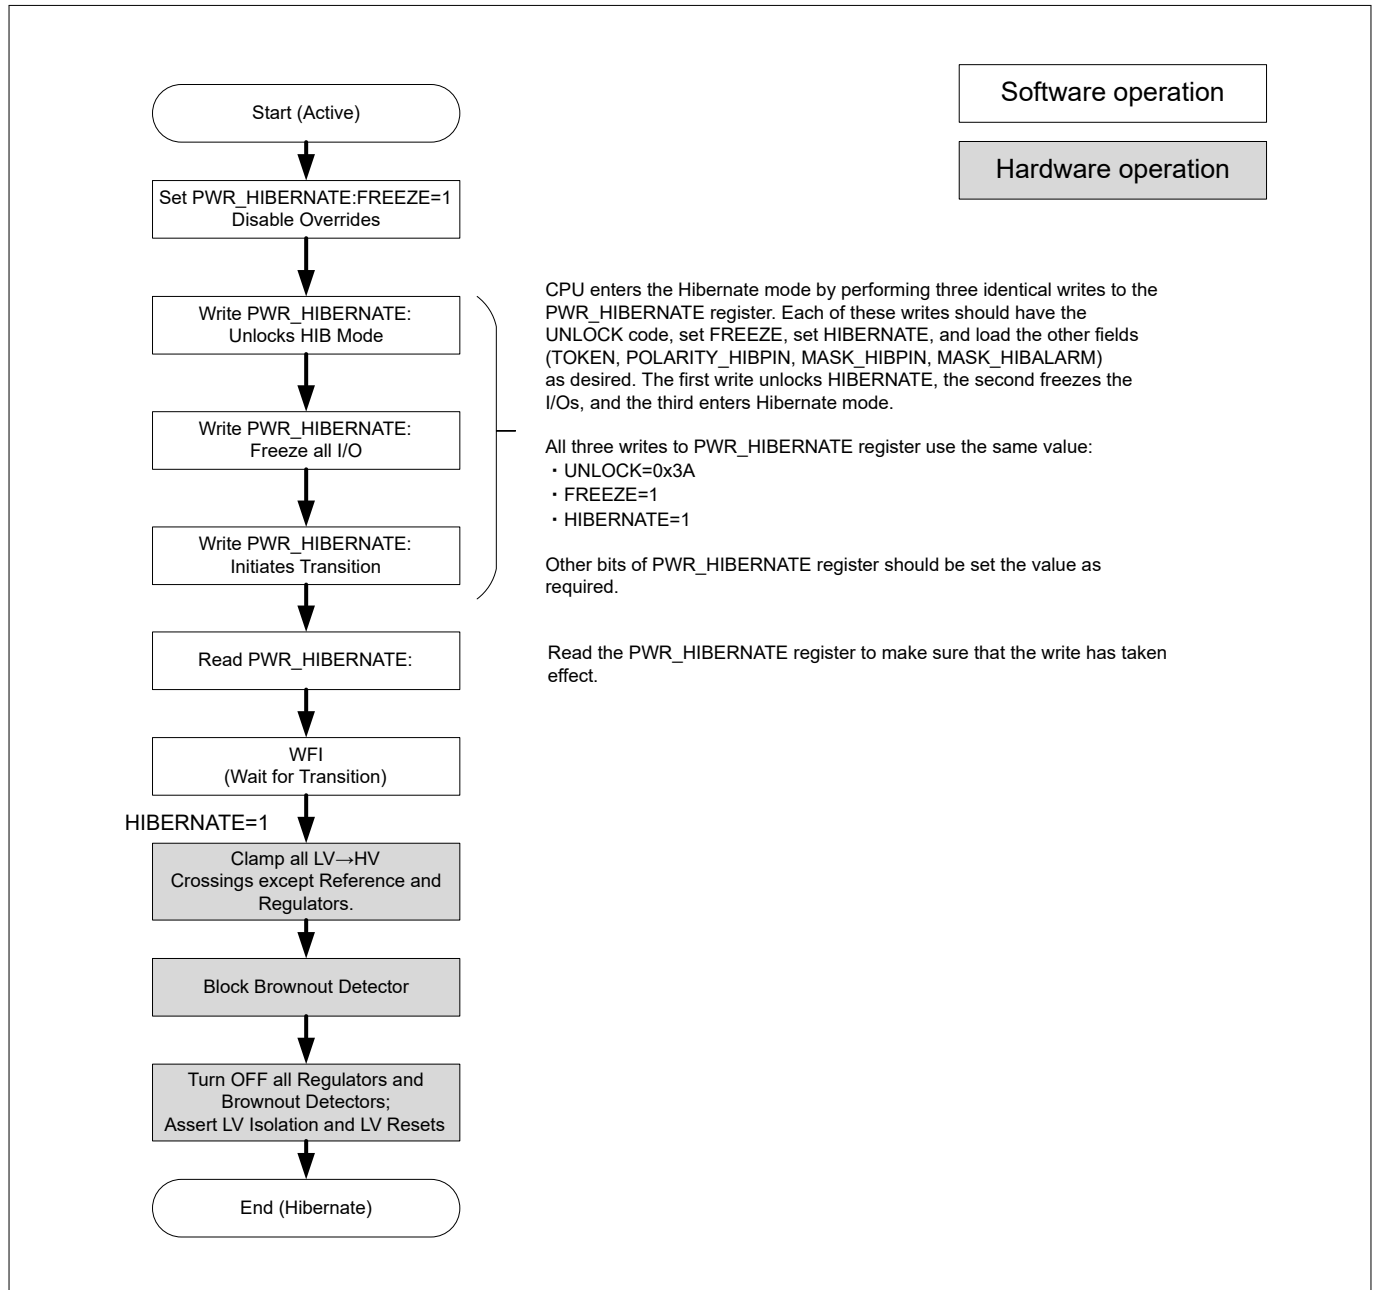 Software operation
Hardware operation
Start (Active)
Set PWR_HIBERNATE:FREEZE=1
Disable Overrides
Write PWR_HIBERNATE:
Unlocks HIB Mode
Write PWR_HIBERNATE:
Freeze all I/O
Write PWR_HIBERNATE:
Initiates Transition
CPU enters the Hibernate mode by performing three identical writes to the
PWR_HIBERNATE register. Each of these writes should have the
UNLOCK code, set FREEZE, set HIBERNATE, and load the other fields
(TOKEN, POLARITY_HIBPIN, MASK_HIBPIN, MASK_HIBALARM)
as desired. The first write unlocks HIBERNATE, the second freezes the
I/Os, and the third enters Hibernate mode.
All three writes to PWR_HIBERNATE register use the same value:
・UNLOCK=0x3A
・FREEZE=1
・HIBERNATE=1
Other bits of PWR_HIBERNATE register should be set the value as
required.
Read PWR_HIBERNATE:
Read the PWR_HIBERNATE register to make sure that the write has taken
effect.
WFI
(Wait for Transition)
HIBERNATE=1
Clamp all LV→HV
Crossings except Reference and
Regulators.
Block Brownout Detector
Turn OFF all Regulators and
Brownout Detectors;
Assert LV Isolation and LV Resets
End (Hibernate)